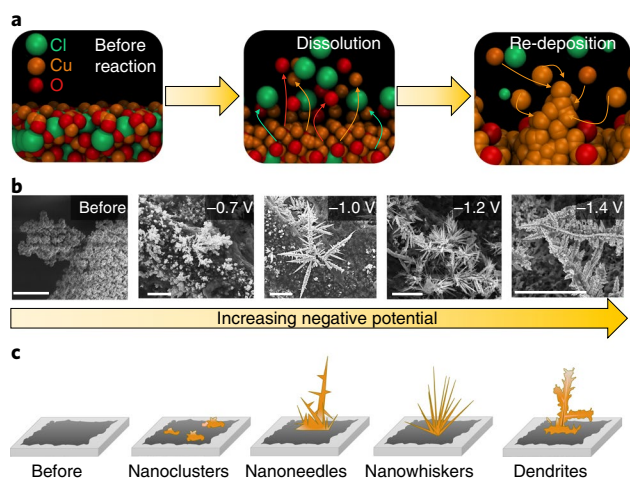 a
Cl
Cu
O
Before
reaction
Dissolution
Re-deposition
b
Before
−0.7 V
−1.0 V
−1.2 V
−1.4 V
Increasing negative potential
c
Before
Nanoclusters
Nanoneedles
Nanowhiskers
Dendrites